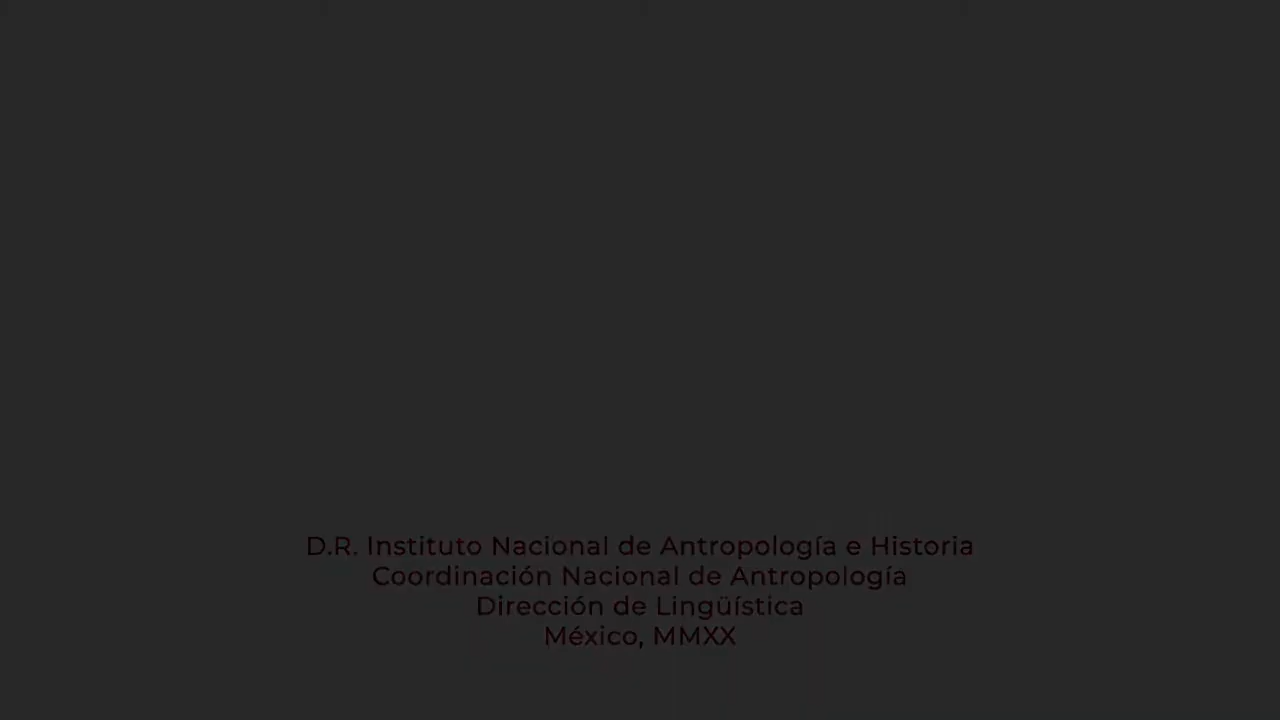 D.R. Instituto Nacional de Antropología e Historia
Coordinación Nacional de Antropología
Dirección de Lingüística
México, MMXX